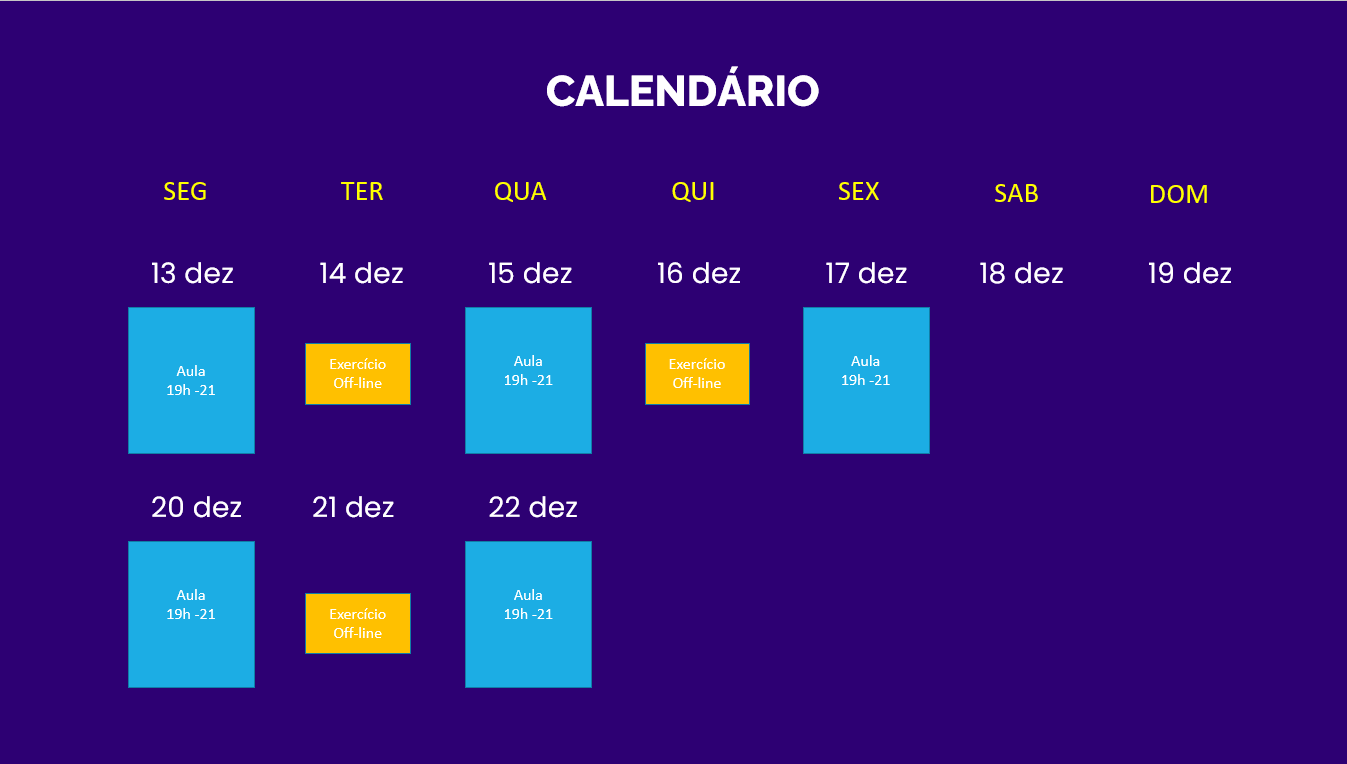 CALENDÁRIO
SEG TER QUA QUI SEX SAB DOM
13 dez 14 dez 15 dez 16 dez 17 dez 18 dez 19 dez
Aula
19h -21
Exercício
Off-line
Aula
19h -21
Exercício
Off-line
Aula
19h -21
20 dez 21 dez 22 dez
Aula
19h -21
Exercício
Off-line
Aula
19h -21